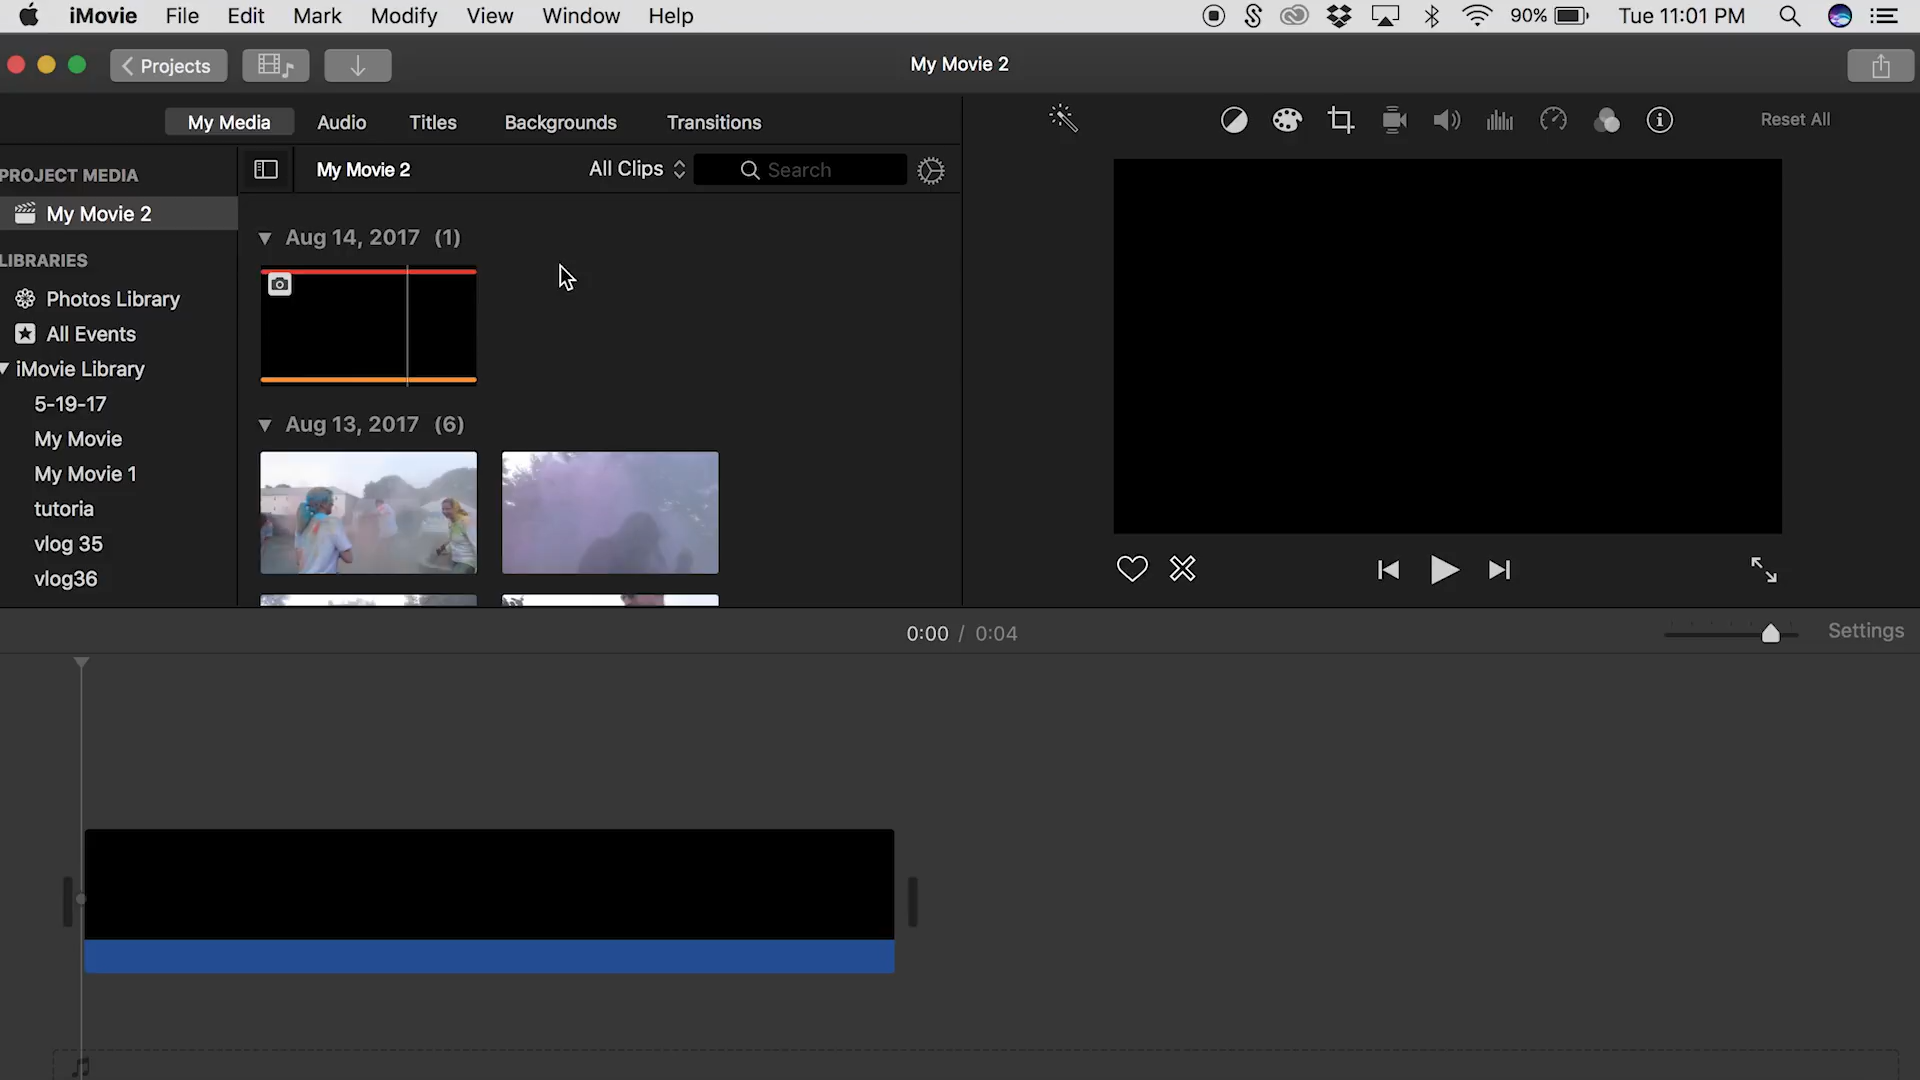 iMovie File Edit Mark Modify View Window Help 90% Tue 11:01 PM
Projects My Movie 2
My Media Audio Titles Backgrounds Transitions Reset All
PROJECT MEDIA My Movie 2 All Clips Search
My Movie 2
LIBRARIES
Photos Library
All Events
iMovie Library
5-19-17
My Movie
My Movie 1
tutoria
vlog 35
vlog36
Aug 14, 2017 (1)
Aug 13, 2017 (6)
0:00 / 0:04 Settings